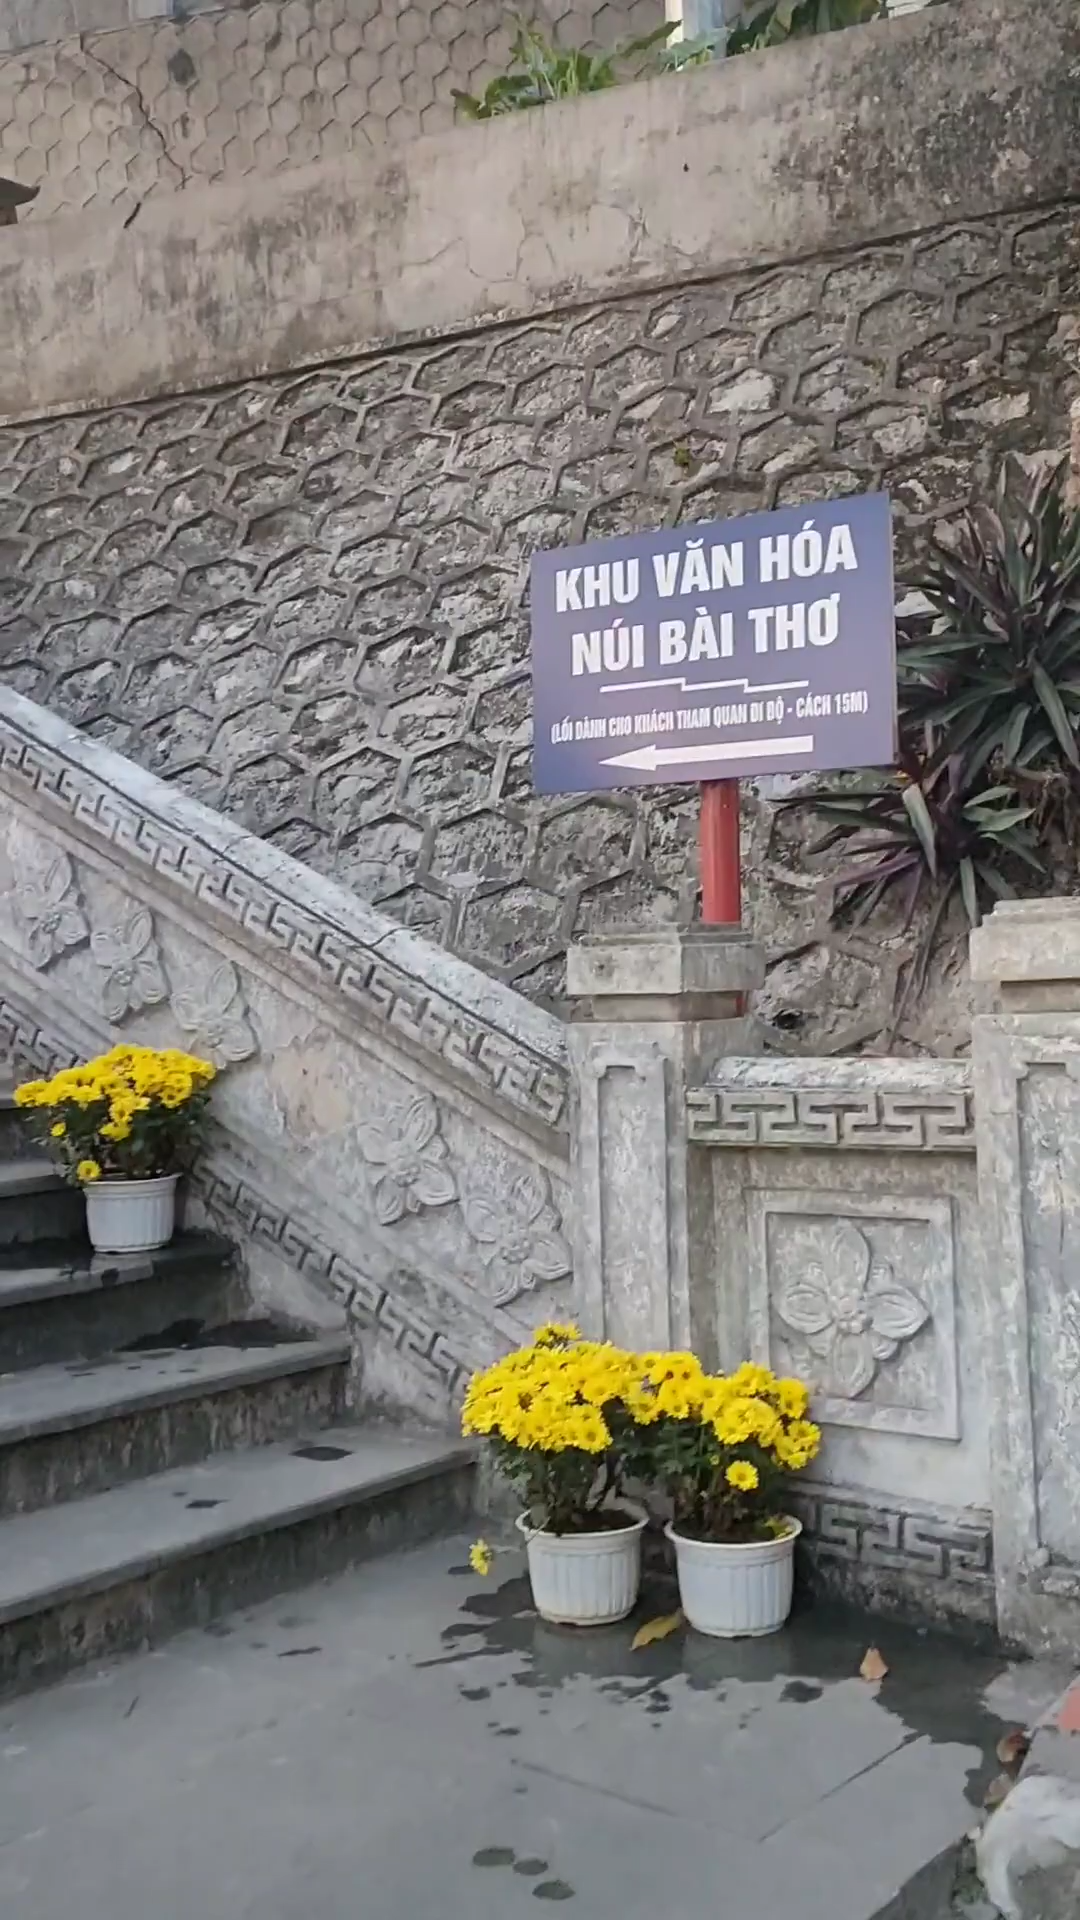 KHU VĂN HÓA
NÚI BÀI THƠ
(LỐI DÀNH CHO KHÁCH THAM QUAN ĐI BỘ - CÁCH 15M)